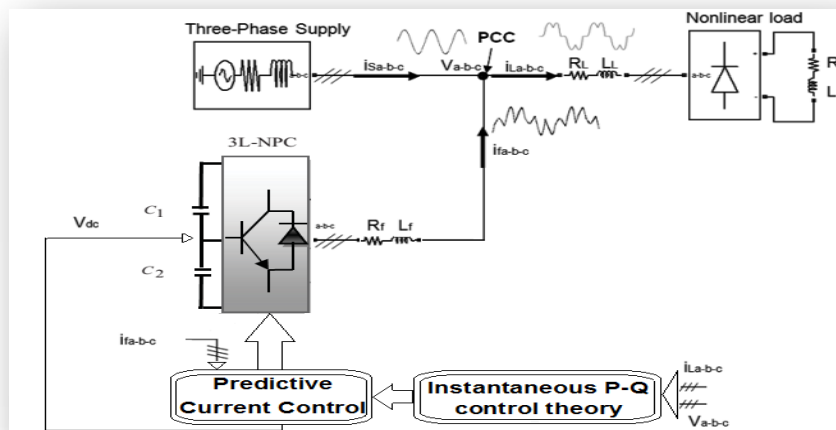 Three-Phase Supply
Nonlinear load
PCC
a-b-c
iSa-b-c
Va-b-c
iLa-b-c
RL LL
a-b-c
R
L
ifa-b-c
3L-NPC
C1
C2
Vdc
a-b-c
Rf Lf
ifa-b-c
Predictive
Current Control
Instantaneous P-Q
control theory
iLa-b-c
Va-b-c